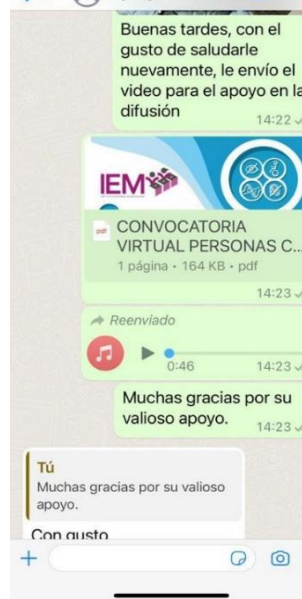 Buenas tardes, con el
gusto de saludarle
nuevamente, le envío el
video para el apoyo en la
difusión
14:22
IEM
CONVOCATORIA
VIRTUAL PERSONAS C...
1 página • 164 KB • pdf
14:23
Reenviado
0:46
14:23
Muchas gracias por su
valioso apoyo.
14:23
Tú
Muchas gracias por su valioso
apoyo.
Con gusto